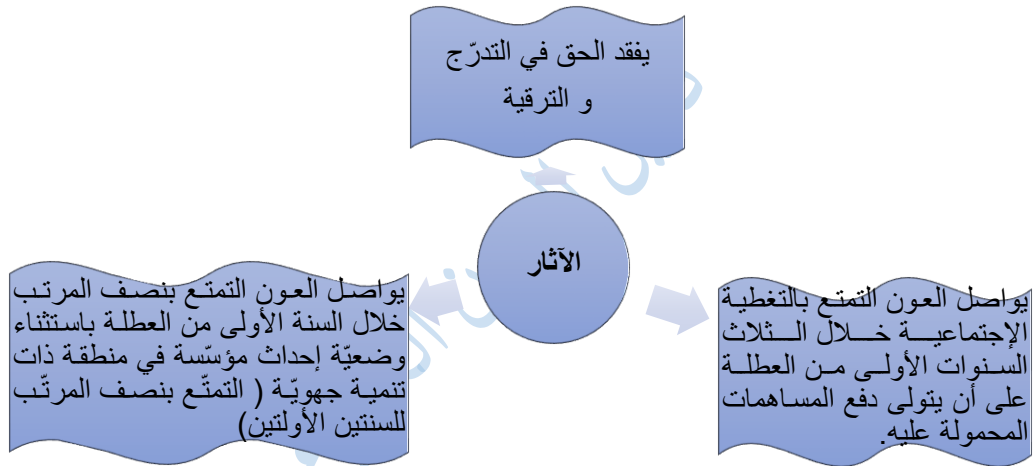 يفقد الحق في التدرّج
و الترقية
الآثار
يواصل العون التمتع بالتغطية
الإجتماعية خلال الثلاث
السنوات الأولى من العطلة
على أن يتولى دفع المساهمات
المحمولة عليه.
يواصل العون التمتع بنصف المرتب
خلال السنة الأولى من العطلة باستثناء
وضعيّة إحداث مؤسّسة في منطقة ذات
تنمية جهويّة ( التمتّع بنصف المرتّب
للسنتين الأولتين)